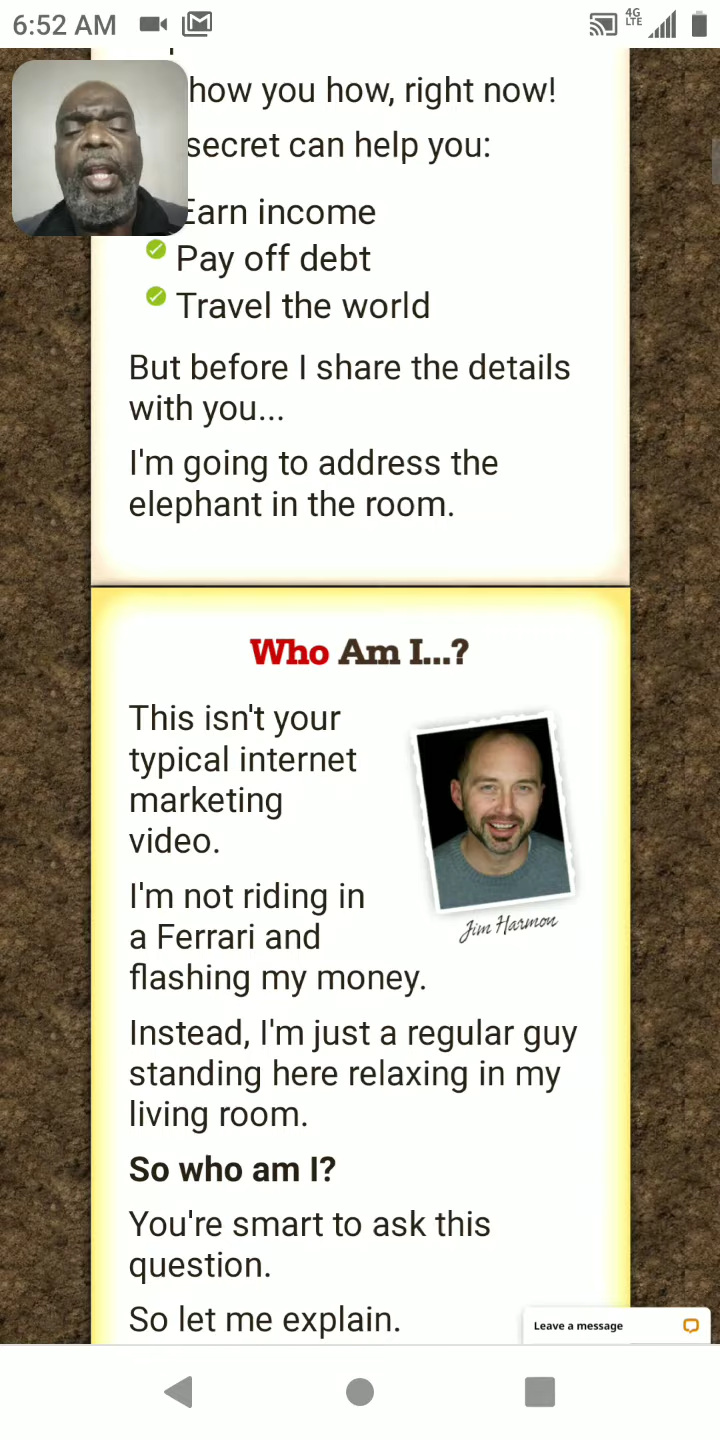 6:52 AM
4G
LTE
how you how, right now!
secret can help you:
Earn income
Pay off debt
Travel the world
But before I share the details
with you...
I'm going to address the
elephant in the room.
Who Am I...?
This isn't your
typical internet
marketing
video.
I'm not riding in
a Ferrari and
flashing my money.
Jim Harmon
Instead, I'm just a regular guy
standing here relaxing in my
living room.
So who am I?
You're smart to ask this
question.
So let me explain.
Leave a message